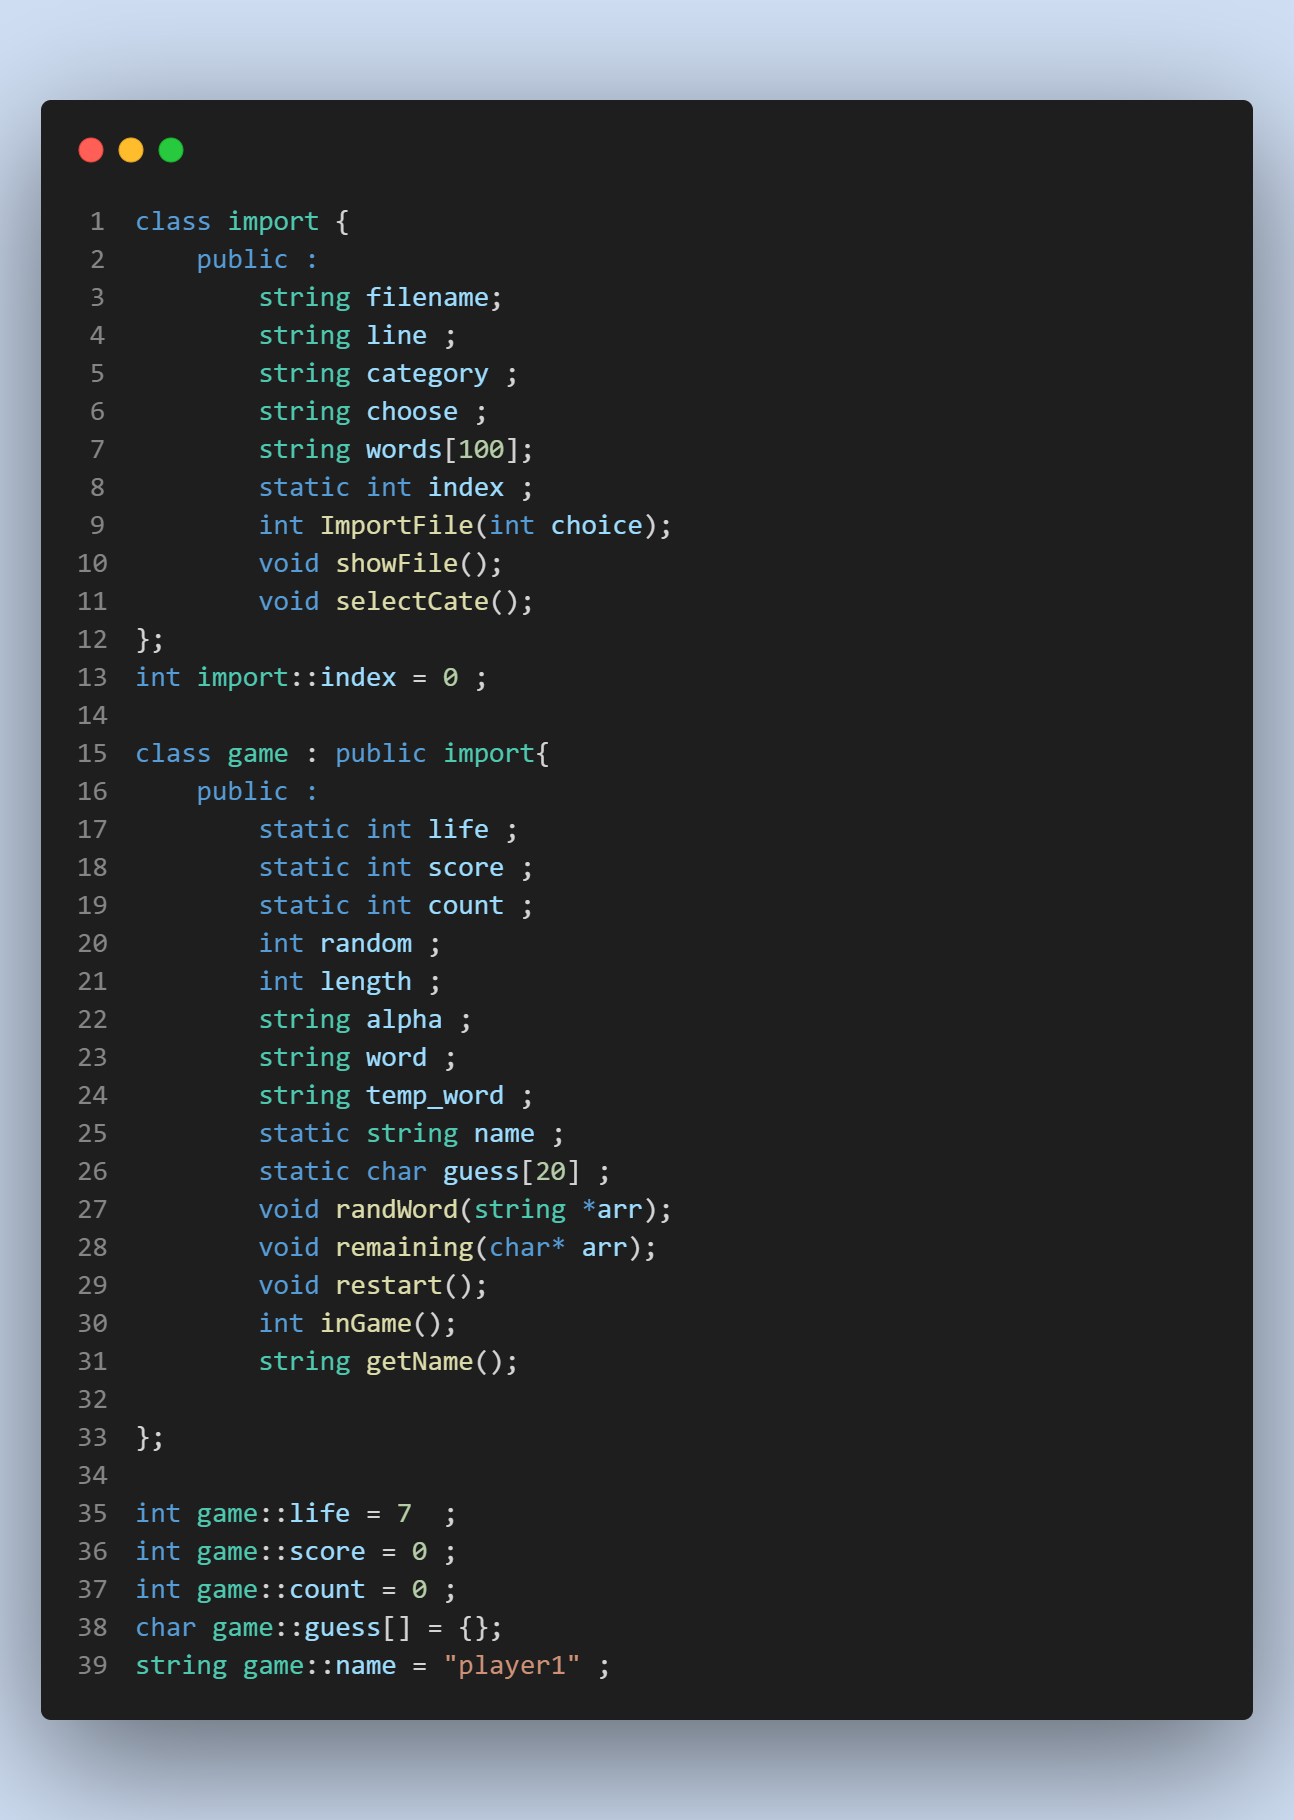 1 class import {
2     public :
3         string filename;
4         string line ;
5         string category ;
6         string choose ;
7         string words[100];
8         static int index ;
9         int ImportFile(int choice);
10         void showFile();
11         void selectCate();
12 };
13 int import::index = 0 ;
14
15 class game : public import{
16     public :
17         static int life ;
18         static int score ;
19         static int count ;
20         int random ;
21         int length ;
22         string alpha ;
23         string word ;
24         string temp_word ;
25         static string name ;
26         static char guess[20] ;
27         void randWord(string *arr);
28         void remaining(char* arr);
29         void restart();
30         int inGame();
31         string getName();
32
33 };
34
35 int game::life = 7  ;
36 int game::score = 0 ;
37 int game::count = 0 ;
38 char game::guess[] = {};
39 string game::name = "player1" ;